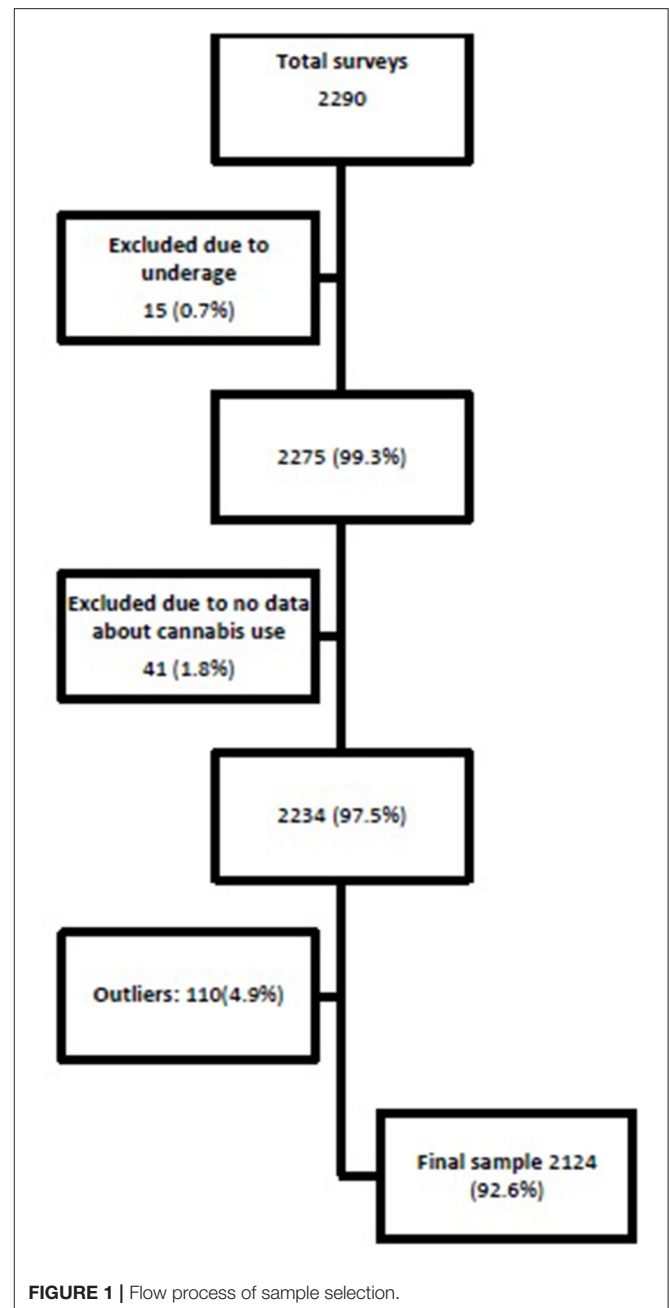 Total surveys
2290
Excluded due to
underage
15 (0.7%)
2275 (99.3%)
Excluded due to no data
about cannabis use
41 (1.8%)
2234 (97.5%)
Outliers: 110(4.9%)
Final sample 2124
(92.6%)
FIGURE 1 | Flow process of sample selection.